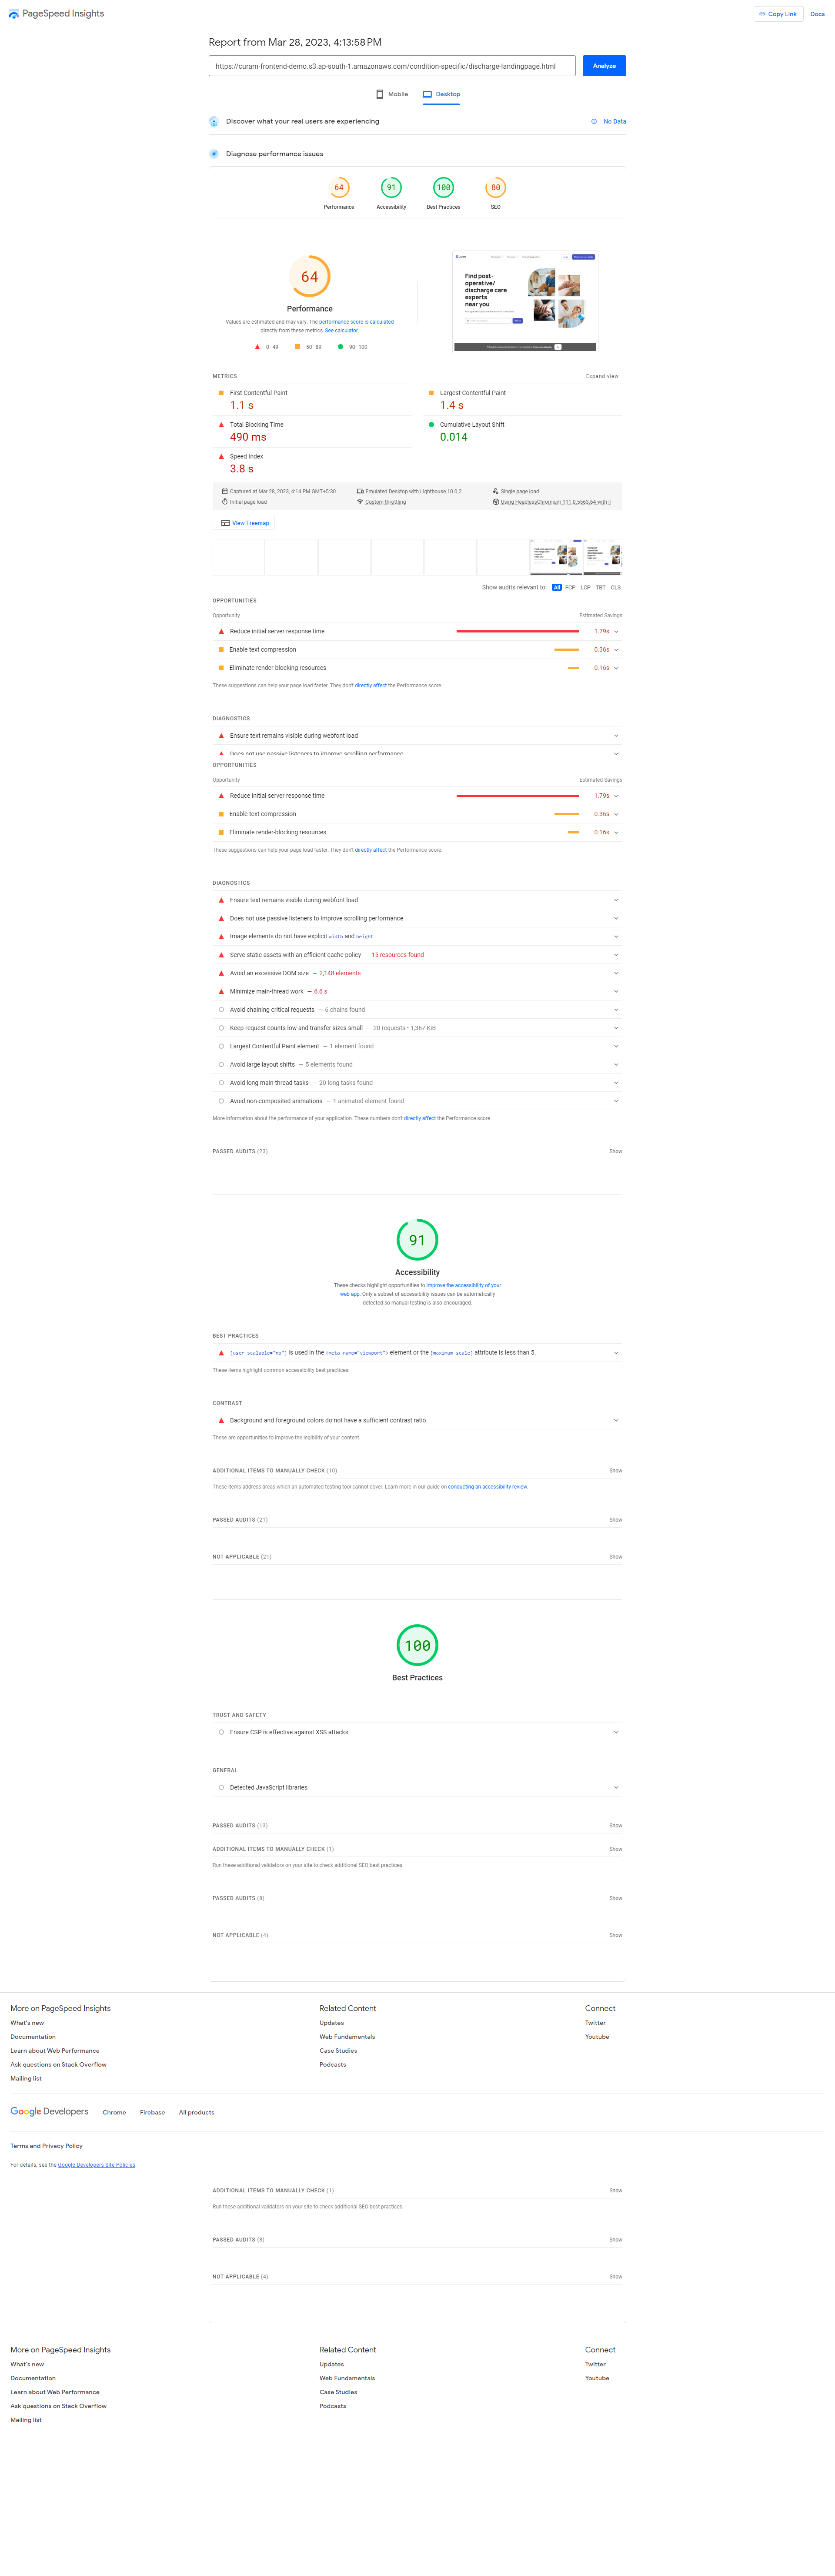 PageSpeed Insights
Copy Link
Docs
Report from Mar 28, 2023, 4:13:58 PM
https://curam-frontend-demo.s3.ap-south-1.amazonaws.com/condition-specific/discharge-landingpage.html
Analyze
Mobile
Desktop
Discover what your real users are experiencing
No Data
Diagnose performance issues
64
91
100
80
Performance
Accessibility
Best Practices
SEO
64
Performance
Values are estimated and may vary. The performance score is calculated
directly from these metrics. See calculator.
0–49
50–89
90–100
Find post-
operative/
discharge care
experts
near you
METRICS
Expand view
First Contentful Paint
1.1 s
Largest Contentful Paint
1.4 s
Total Blocking Time
490 ms
Cumulative Layout Shift
0.014
Speed Index
3.8 s
Captured at Mar 28, 2023, 4:14 PM GMT+5:30
Emulated Desktop with Lighthouse 10.0.2
Single page load
Initial page load
Custom throttling
Using HeadlessChromium 111.0.5563.64 with lr
View Treemap
Show audits relevant to:
All FCP LCP TBT CLS
OPPORTUNITIES
Opportunity
Estimated Savings
Reduce initial server response time
1.79s
Enable text compression
0.36s
Eliminate render-blocking resources
0.16s
These suggestions can help your page load faster. They don't directly affect the Performance score.
DIAGNOSTICS
Ensure text remains visible during webfont load
Does not use passive listeners to improve scrolling performance
OPPORTUNITIES
Opportunity
Estimated Savings
Reduce initial server response time
1.79s
Enable text compression
0.36s
Eliminate render-blocking resources
0.16s
These suggestions can help your page load faster. They don't directly affect the Performance score.
DIAGNOSTICS
Ensure text remains visible during webfont load
Does not use passive listeners to improve scrolling performance
Image elements do not have explicit width and height
Serve static assets with an efficient cache policy — 15 resources found
Avoid an excessive DOM size — 2,148 elements
Minimize main-thread work — 6.6 s
Avoid chaining critical requests — 6 chains found
Keep request counts low and transfer sizes small — 20 requests • 1,367 KiB
Largest Contentful Paint element — 1 element found
Avoid large layout shifts — 5 elements found
Avoid long main-thread tasks — 20 long tasks found
Avoid non-composited animations — 1 animated element found
More information about the performance of your application. These numbers don't directly affect the Performance score.
PASSED AUDITS (23)
Show
91
Accessibility
These checks highlight opportunities to improve the accessibility of your
web app. Only a subset of accessibility issues can be automatically
detected so manual testing is also encouraged.
BEST PRACTICES
[user-scalable="no"] is used in the <meta name="viewport"> element or the [maximum-scale] attribute is less than 5.
These items highlight common accessibility best practices.
CONTRAST
Background and foreground colors do not have a sufficient contrast ratio.
These are opportunities to improve the legibility of your content.
ADDITIONAL ITEMS TO MANUALLY CHECK (10)
Show
These items address areas which an automated testing tool cannot cover. Learn more in our guide on conducting an accessibility review.
PASSED AUDITS (21)
Show
NOT APPLICABLE (21)
Show
100
Best Practices
TRUST AND SAFETY
Ensure CSP is effective against XSS attacks
GENERAL
Detected JavaScript libraries
PASSED AUDITS (13)
Show
ADDITIONAL ITEMS TO MANUALLY CHECK (1)
Show
Run these additional validators on your site to check additional SEO best practices.
PASSED AUDITS (8)
Show
NOT APPLICABLE (4)
Show
More on PageSpeed Insights
What's new
Documentation
Learn about Web Performance
Ask questions on Stack Overflow
Mailing list
Related Content
Updates
Web Fundamentals
Case Studies
Podcasts
Connect
Twitter
Youtube
Google Developers
Chrome
Firebase
All products
Terms and Privacy Policy
For details, see the Google Developers Site Policies.
ADDITIONAL ITEMS TO MANUALLY CHECK (1)
Show
Run these additional validators on your site to check additional SEO best practices.
PASSED AUDITS (8)
Show
NOT APPLICABLE (4)
Show
More on PageSpeed Insights
What's new
Documentation
Learn about Web Performance
Ask questions on Stack Overflow
Mailing list
Related Content
Updates
Web Fundamentals
Case Studies
Podcasts
Connect
Twitter
Youtube